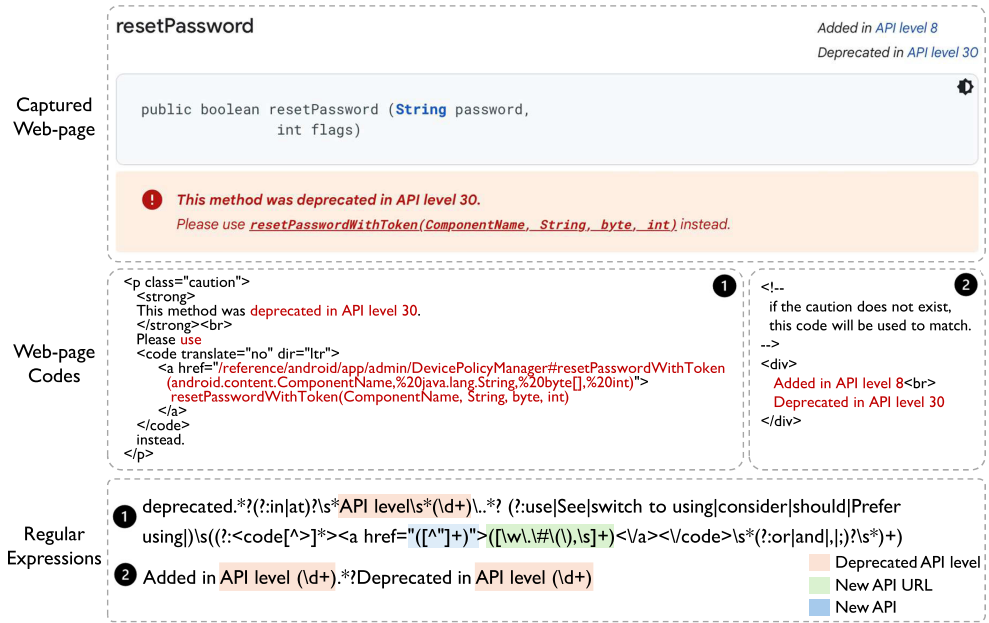 resetPassword
Added in API level 8
Deprecated in API level 30
Captured
Web-page
public boolean resetPassword (String password,
int flags)
This method was deprecated in API level 30.
Please use resetPasswordWithToken(ComponentName, String, byte, int) instead.
Web-page
Codes
1
<p class="caution">
<strong>
This method was deprecated in API level 30.
</strong><br>
Please use
<code translate="no" dir="ltr">
<a href="/reference/android/app/admin/DevicePolicyManager#resetPasswordWithToken
(android.content.ComponentName,%20java.lang.String,%20byte[],%20int)">
resetPasswordWithToken(ComponentName, String, byte, int)
</a>
</code>
instead.
</p>
2
<!--
if the caution does not exist,
this code will be used to match.
-->
<div>
Added in API level 8<br>
Deprecated in API level 30
</div>
Regular
Expressions
1 deprecated.*?(?:in|at)?\s*API level\s*(\d+)\..*? (?:use|See|switch to using|consider|should|Prefer
using|)\s((?:<code[^>]*><a href="([^"]+)">([\w\.\#\(\),\s]+)<\/a><\/code>\s*(?:or|and|,|;)?\s*)+)
2 Added in API level (\d+).*?Deprecated in API level (\d+)
Deprecated API level
New API URL
New API